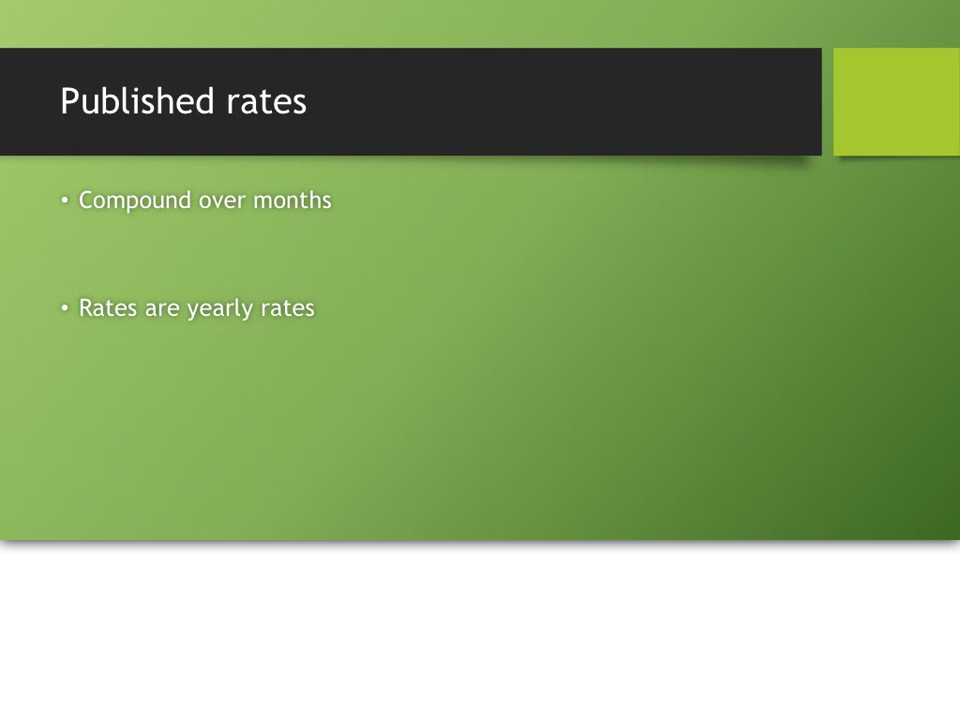 Published rates
• Compound over months
• Rates are yearly rates